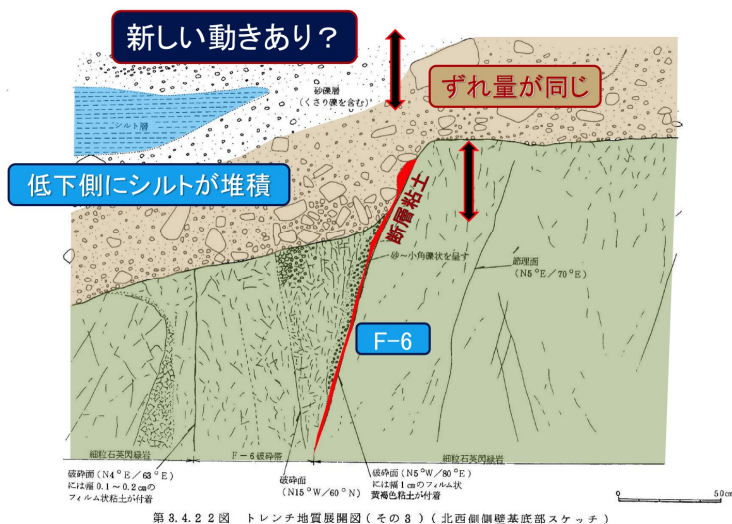 新しい動きあり？
砂礫層
(くさり礫を含む)
ずれ量が同じ
シルト層
低下側にシルトが堆積
断層粘土
砂～小角礫状を呈す
節理面
(N5°E/70°E)
F-6
細粒石英閃緑岩
F－6破砕帯
細粒石英閃緑岩
破砕面(N4°E/63°E)
には幅0.1～0.2cmの
フィルム状粘土が付着
破砕面
(N15°W/60°N)
破砕面(N5°W/80°E)
には幅1cmのフィルム状
黄褐色粘土が付着
0
50cm
第3.4.22図 トレンチ地質展開図(その3)(北西側側壁基底部スケッチ)